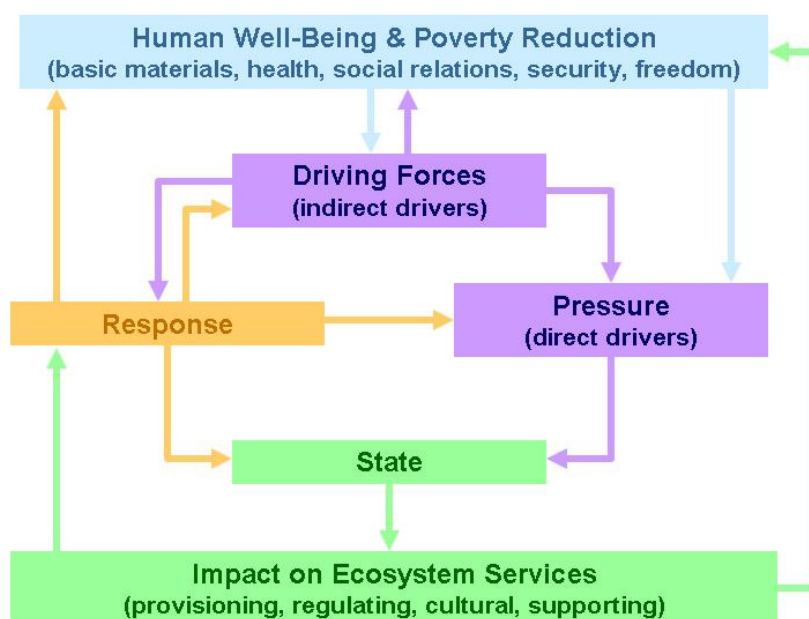 Human Well-Being & Poverty Reduction
(basic materials, health, social relations, security, freedom)
Driving Forces
(indirect drivers)
Response
Pressure
(direct drivers)
State
Impact on Ecosystem Services
(provisioning, regulating, cultural, supporting)